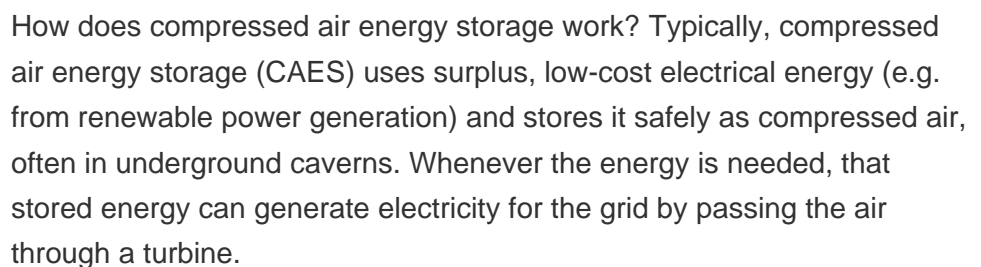 How does compressed air energy storage work? Typically, compressed
air energy storage (CAES) uses surplus, low-cost electrical energy (e.g.
from renewable power generation) and stores it safely as compressed air,
often in underground caverns. Whenever the energy is needed, that
stored energy can generate electricity for the grid by passing the air
through a turbine.